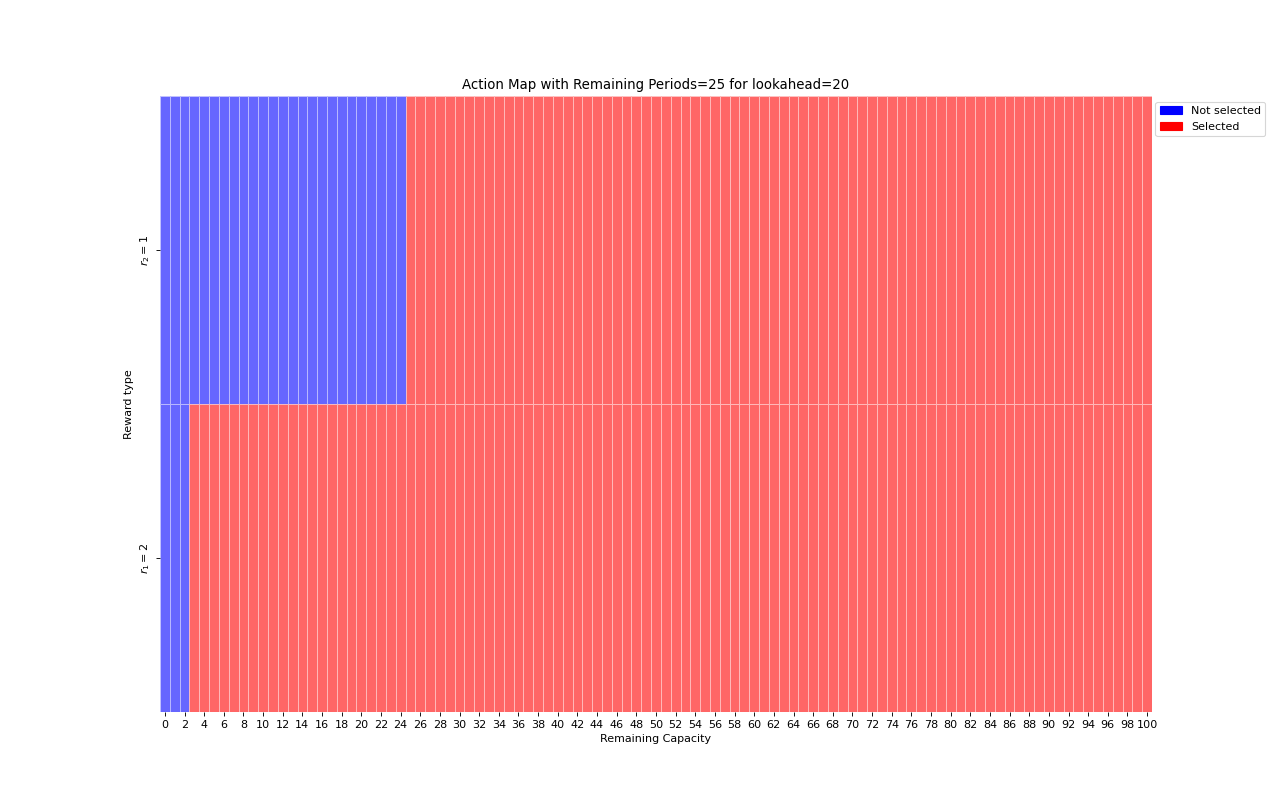 Action Map with Remaining Periods=25 for lookahead=20
Not selected
Selected
r₂ = 1
Reward type
r₁ = 2
0 2 4 6 8 10 12 14 16 18 20 22 24 26 28 30 32 34 36 38 40 42 44 46 48 50 52 54 56 58 60 62 64 66 68 70 72 74 76 78 80 82 84 86 88 90 92 94 96 98 100
Remaining Capacity